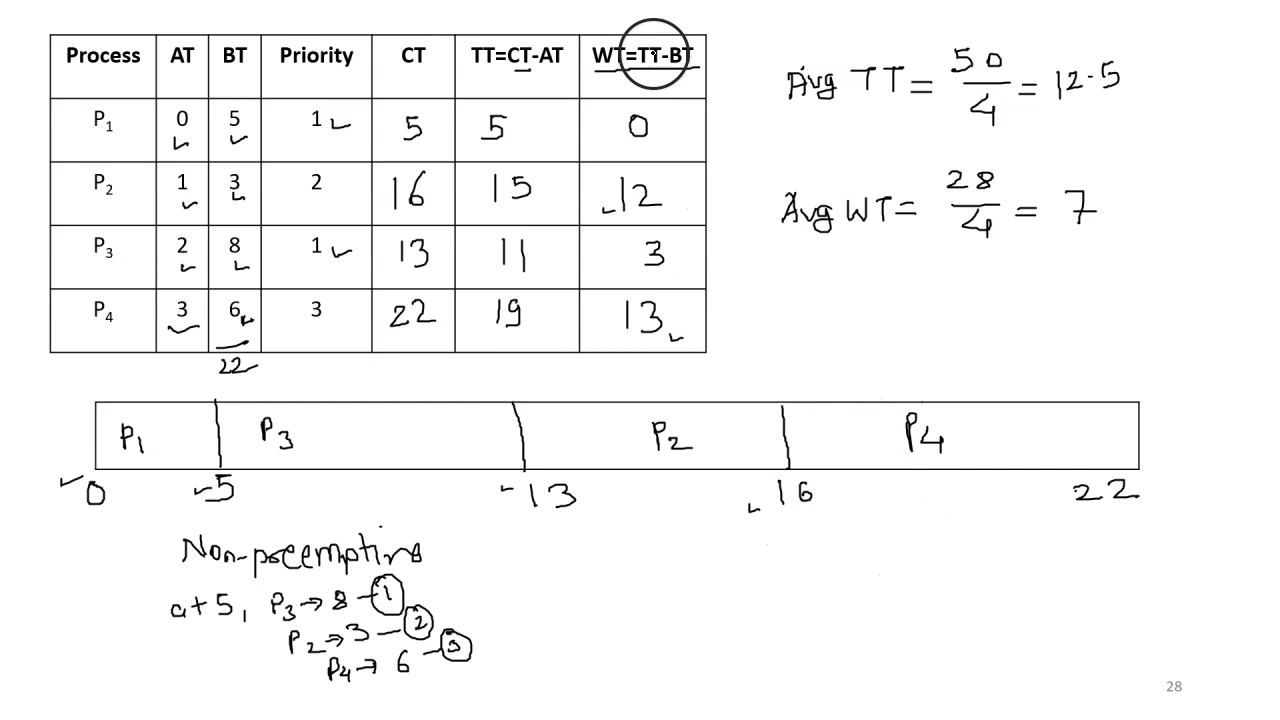 Process AT BT Priority CT TT=CT-AT WT=TT-BT
P1 0 5 1 5 5 0
P2 1 3 2 16 15 12
P3 2 8 1 13 11 3
P4 3 6 3 22 19 13
22
Avg TT = 50/4 = 12.5
Avg WT = 28/4 = 7
P1 P3 P2 P4
0 5 13 16 22
Non-preemptive
at 5, P3 → 8 - 1
P2 → 3 - 2
P4 → 6 - 3
28